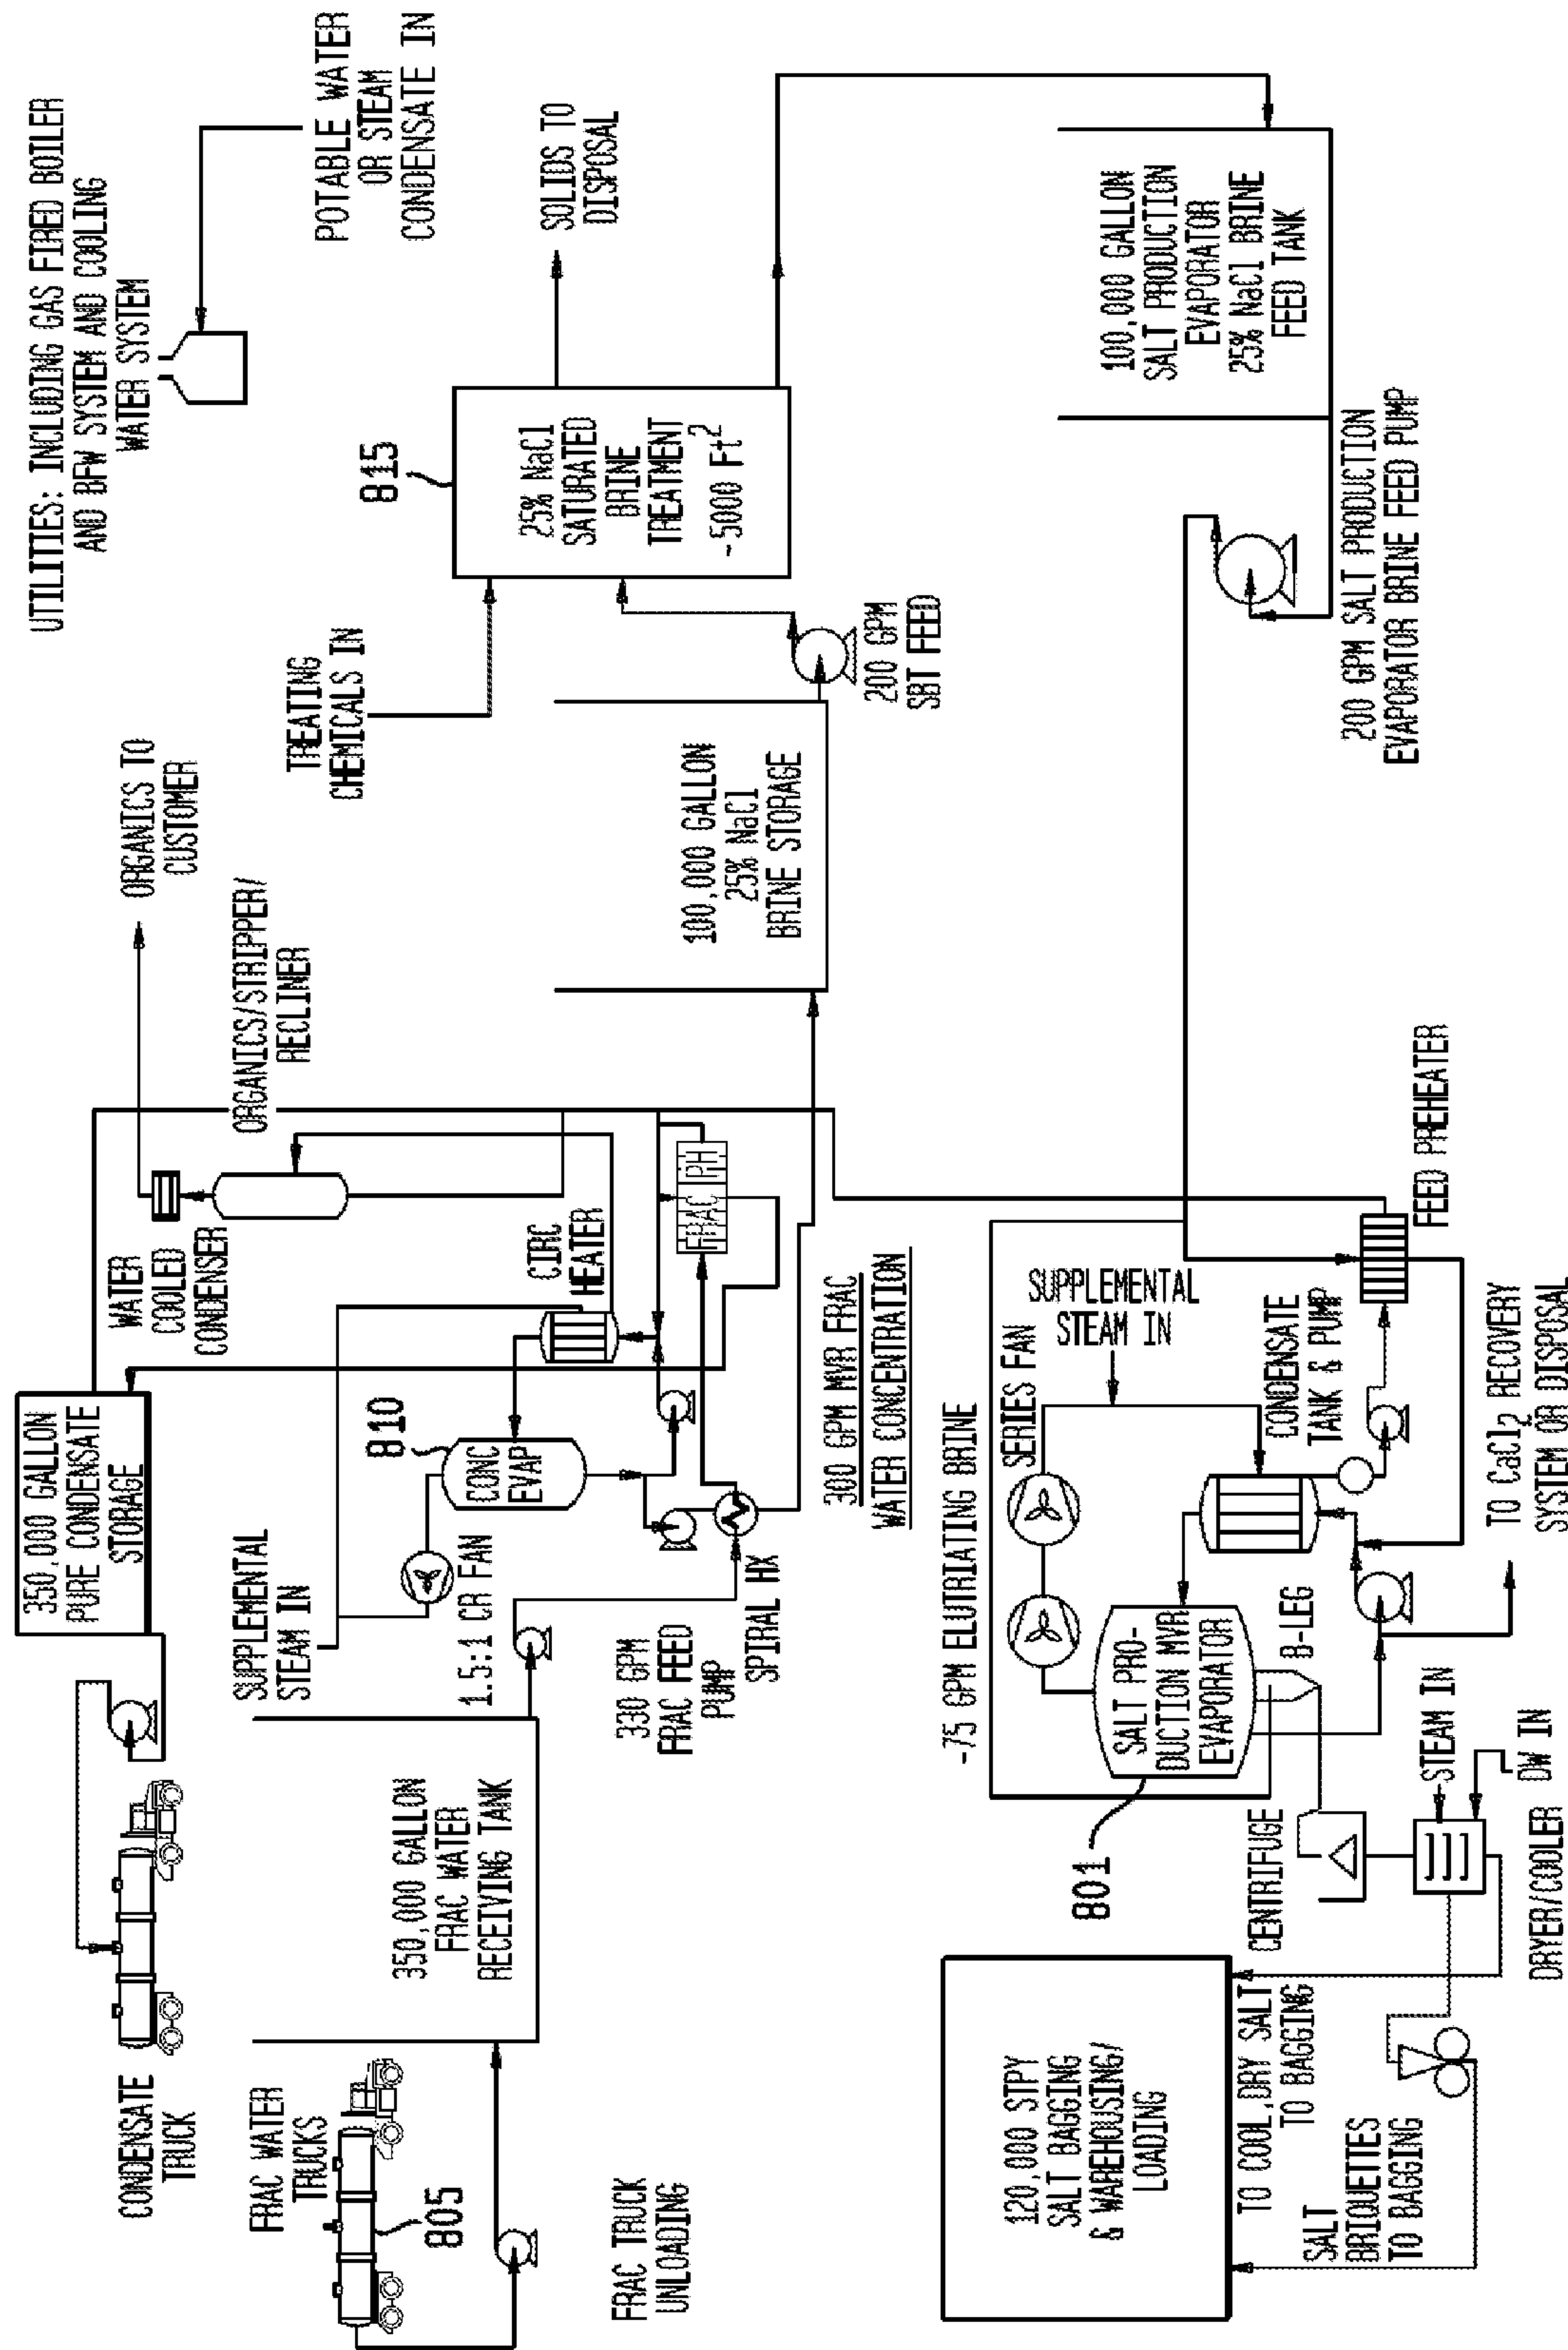 UTILITIES: INCLUDING GAS FIRED BOILER
AND BFW SYSTEM AND COOLING
WATER SYSTEM
POTABLE WATER
OR STEAM
CONDENSATE IN
CONDENSATE
TRUCK
350,000 GALLON
PURE CONDENSATE
STORAGE
WATER
COOLED
CONDENSER
ORGANICS TO
CUSTOMER
ORGANICS/STRIPPER/
RECLINER
TREATING
CHEMICALS IN
815
25% NaCl
SATURATED
BRINE
TREATMENT
~5000 Ft2
SOLIDS TO
DISPOSAL
FRAC WATER
TRUCKS
805
FRAC TRUCK
UNLOADING
350,000 GALLON
FRAC WATER
RECEIVING TANK
SUPPLEMENTAL
STEAM IN
1.5:1 CR FAN
810
CONC
EVAP
CIRC
HEATER
FRAC PH
330 GPM
FRAC FEED
PUMP
SPIRAL HX
300 GPM MVR FRAC
WATER CONCENTRATION
100,000 GALLON
25% NaCl
BRINE STORAGE
200 GPM
SBT FEED
100,000 GALLON
SALT PRODUCTION
EVAPORATOR
25% NaCl BRINE
FEED TANK
200 GPM SALT PRODUCTION
EVAPORATOR BRINE FEED PUMP
~75 GPM ELUTRIATING BRINE
SERIES FAN
SUPPLEMENTAL
STEAM IN
CONDENSATE
TANK & PUMP
FEED PREHEATER
SALT PRO-
DUCTION MVR
EVAPORATOR
801
B-LEG
TO CaCl2 RECOVERY
SYSTEM OR DISPOSAL
CENTRIFUGE
STEAM IN
DW IN
DRYER/COOLER
120,000 STPY
SALT BAGGING
& WAREHOUSING/
LOADING
TO COOL,DRY SALT
TO BAGGING
SALT
BRIQUETTES
TO BAGGING